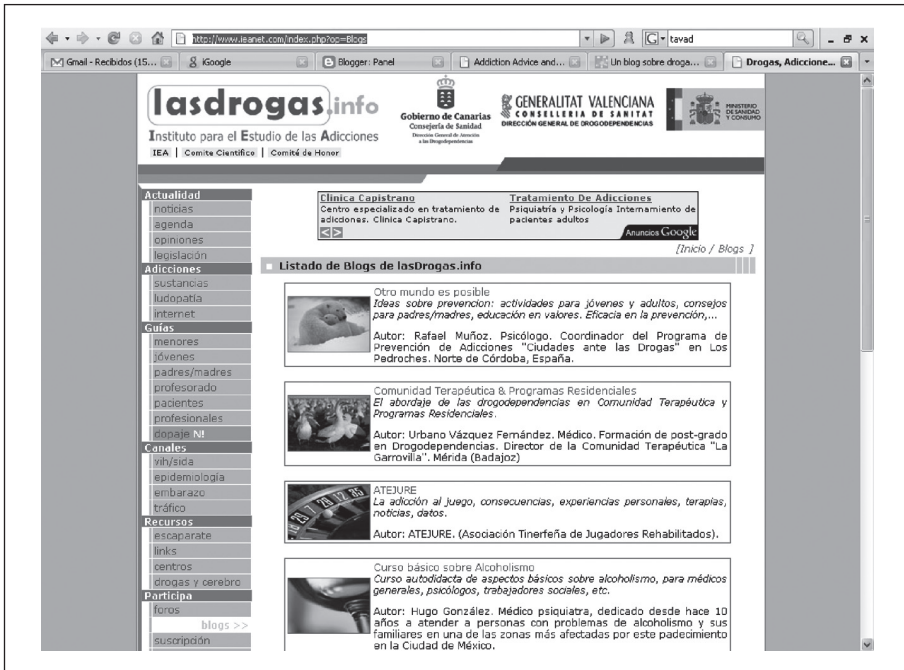 http://www.ieanet.com/index.php?op=Blogs
tavad
Gmail - Recibidos (15...
iGoogle
Blogger: Panel
Addiction Advice and...
Un blog sobre droga...
Drogas, Adiccione...
lasdrogas.info
Instituto para el Estudio de las Adicciones
IEA | Comite Cientifico | Comité de Honor
Gobierno de Canarias
Consejería de Sanidad
Dirección General de Atención
a las Drogodependencias
GENERALITAT VALENCIANA
CONSELLERIA DE SANITAT
DIRECCIÓN GENERAL DE DROGODEPENDENCIAS
MINISTERIO
DE SANIDAD
Y CONSUMO
Actualidad
noticias
agenda
opiniones
legislación
Adicciones
sustancias
ludopatía
internet
Guías
menores
jóvenes
padres/madres
profesorado
pacientes
profesionales
dopaje N!
Canales
vih/sida
epidemiología
embarazo
tráfico
Recursos
escaparate
links
centros
drogas y cerebro
Participa
foros
blogs >>
suscripción
Clinica Capistrano
Centro especializado en tratamiento de
adicciones. Clinica Capistrano.
Tratamiento De Adicciones
Psiquiatría y Psicología Internamiento de
pacientes adultos
Anuncios Google
[Inicio / Blogs ]
Listado de Blogs de lasDrogas.info
Otro mundo es posible
Ideas sobre prevencion: actividades para jóvenes y adultos, consejos
para padres/madres, educación en valores. Eficacia en la prevención,...
Autor: Rafael Muñoz. Psicólogo. Coordinador del Programa de
Prevención de Adicciones "Ciudades ante las Drogas" en Los
Pedroches. Norte de Córdoba, España.
Comunidad Terapéutica & Programas Residenciales
El abordaje de las drogodependencias en Comunidad Terapéutica y
Programas Residenciales.
Autor: Urbano Vázquez Fernández. Médico. Formación de post-grado
en Drogodependencias. Director de la Comunidad Terapéutica "La
Garrovilla". Mérida (Badajoz)
ATEJURE
La adicción al juego, consecuencias, experiencias personales, terapias,
noticias, datos.
Autor: ATEJURE. (Asociación Tinerfeña de Jugadores Rehabilitados).
Curso básico sobre Alcoholismo
Curso autodidacta de aspectos básicos sobre alcoholismo, para médicos
generales, psicólogos, trabajadores sociales, etc.
Autor: Hugo González. Médico psiquiatra, dedicado desde hace 10
años a atender a personas con problemas de alcoholismo y sus
familiares en una de las zonas más afectadas por este padecimiento
en la Ciudad de México.